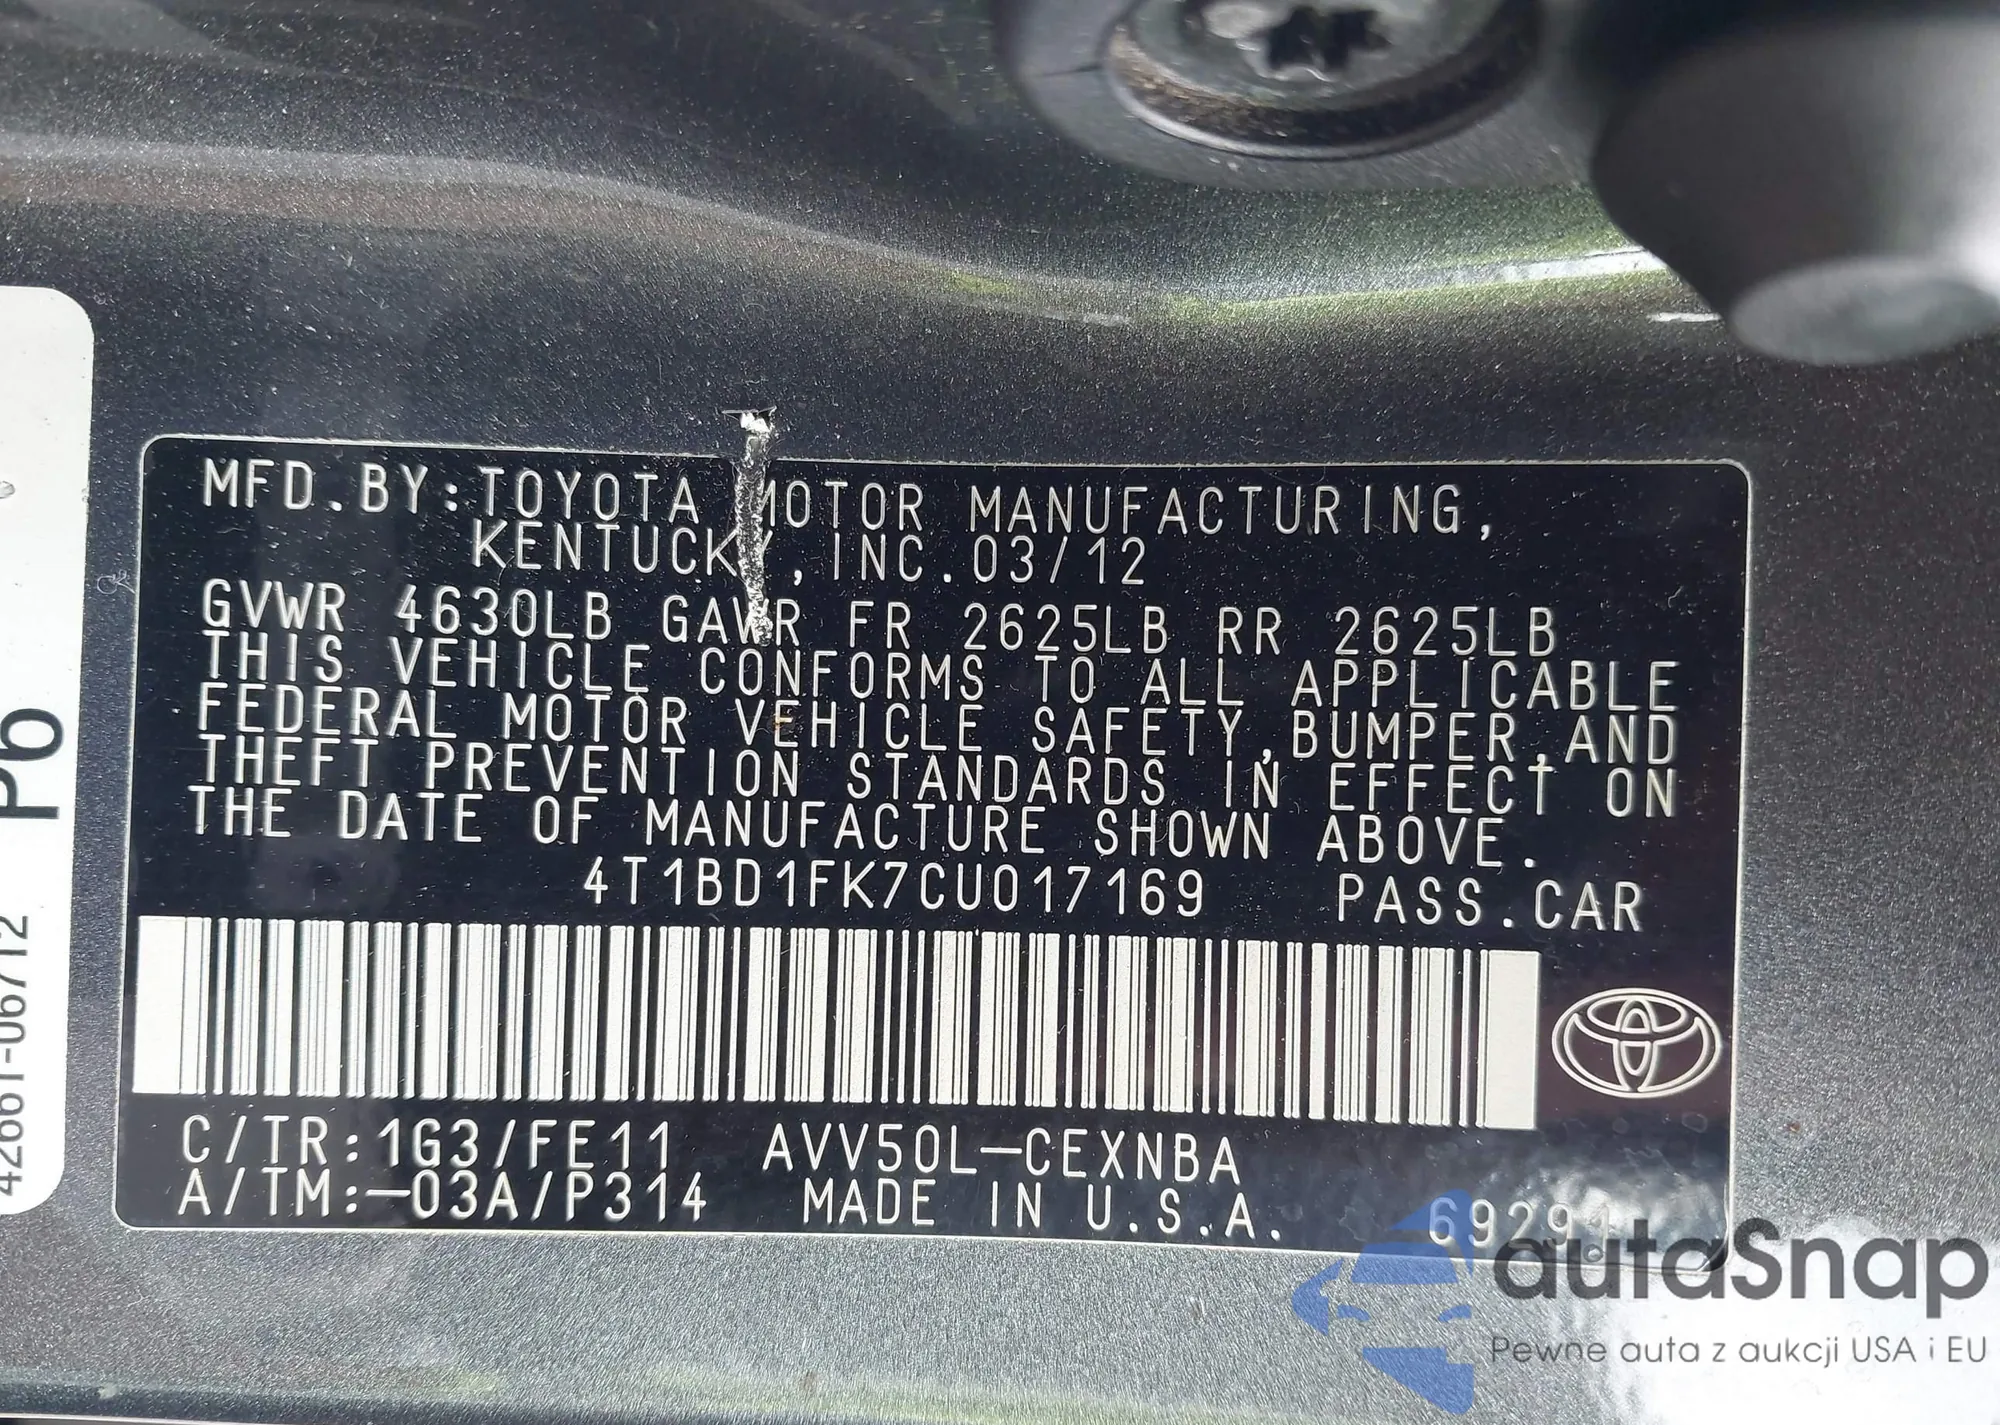 MFD.BY:TOYOTA MOTOR MANUFACTURING,
KENTUCKY, INC.03/12
GVWR 4630LB GAWR FR 2625LB RR 2625LB
THIS VEHICLE CONFORMS TO ALL APPLICABLE
FEDERAL MOTOR VEHICLE SAFETY,BUMPER,AND
THEFT PREVENTION STANDARDS IN EFFECT ON
THE DATE OF MANUFACTURE SHOWN ABOVE.
4T1BD1FK7CU017169 PASS.CAR
C/TR:1G3/FE11 AVV50L-CEXNBA
A/TM:-03A/P314 MADE IN U.S.A. 69291
42661-06712
autaSnap
Pewne auta z aukcji USA i EU